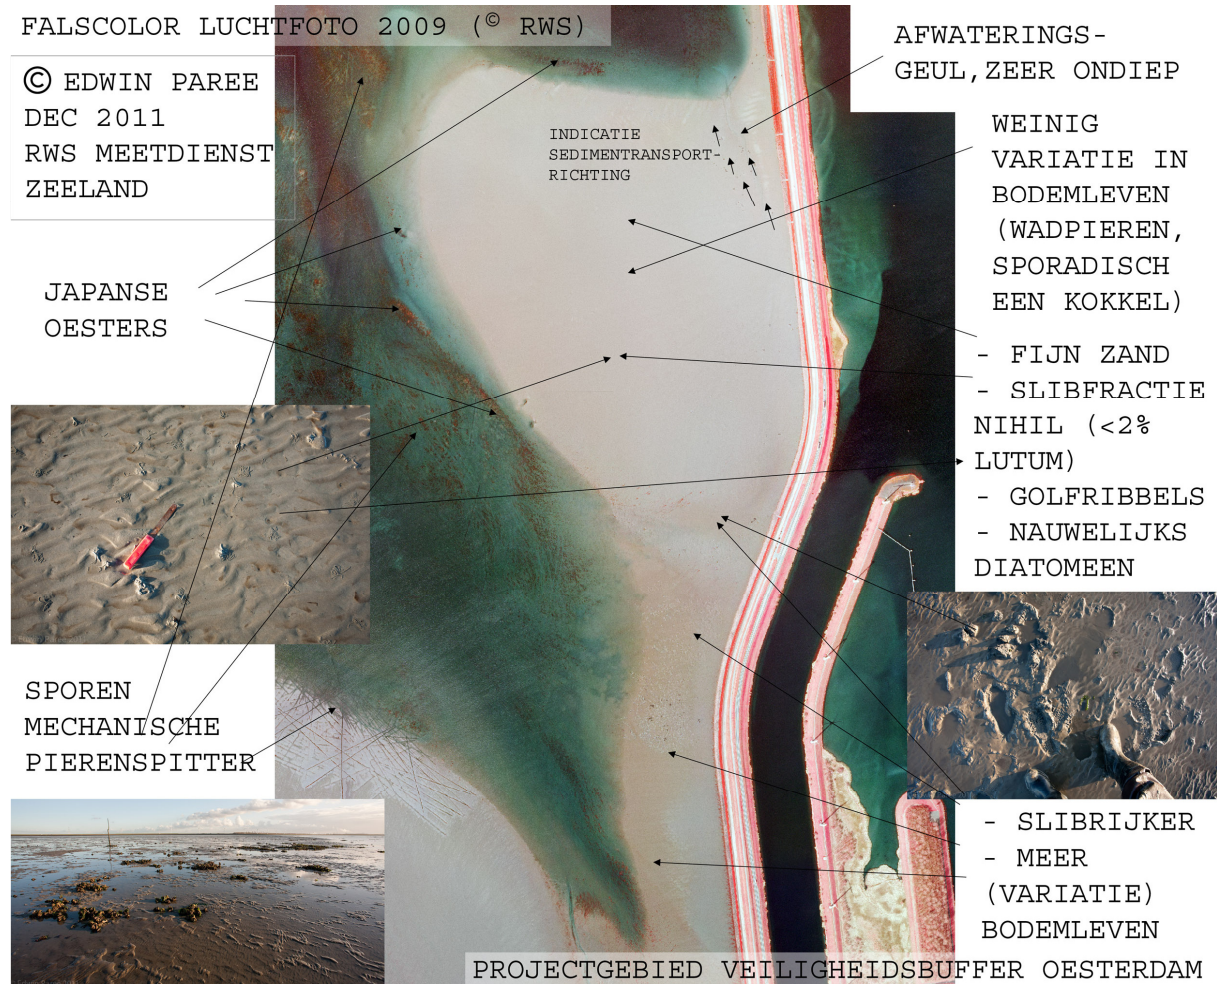 FALSCOLOR LUCHTFOTO 2009 (© RWS)
© EDWIN PAREE
DEC 2011
RWS MEETDIENST
ZEELAND
AFWATERINGS-
GEUL,ZEER ONDIEP
INDICATIE
SEDIMENTRANSPORT-
RICHTING
WEINIG
VARIATIE IN
BODEMLEVEN
(WADPIEREN,
SPORADISCH
EEN KOKKEL)
JAPANSE
OESTERS
- FIJN ZAND
- SLIBFRACTIE
NIHIL (<2%
LUTUM)
- GOLFRIBBELS
- NAUWELIJKS
DIATOMEEN
SPOREN
MECHANISCHE
PIERENSPITTER
- SLIBRIJKER
- MEER
(VARIATIE)
BODEMLEVEN
PROJECTGEBIED VEILIGHEIDSBUFFER OESTERDAM